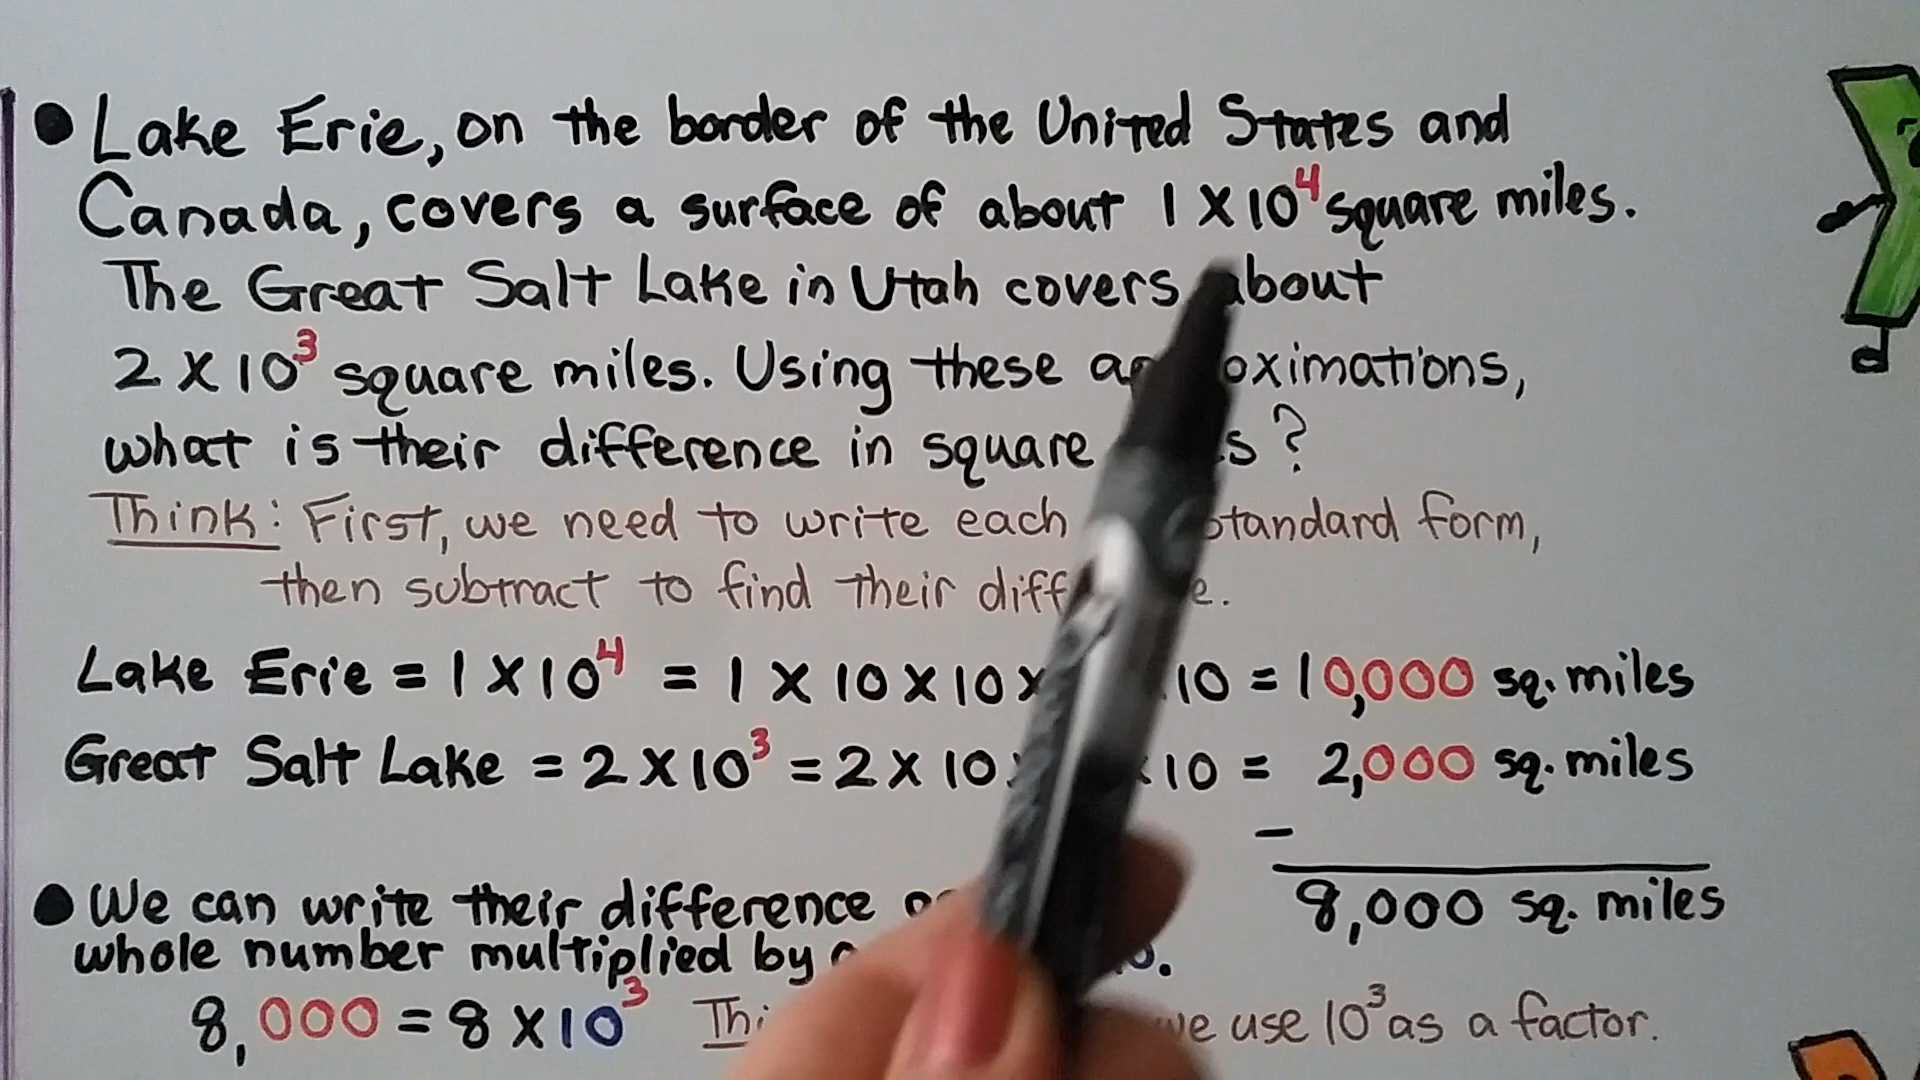 Lake Erie, on the border of the United States and
Canada, covers a surface of about 1 x 10⁴ square miles.
The Great Salt Lake in Utah covers about
2 x 10³ square miles. Using these approximations,
what is their difference in square ?
Think: First, we need to write each standard form,
then subtract to find their difference.
Lake Erie = 1 x 10⁴ = 1 x 10 x 10 x 10 = 10,000 sq. miles
Great Salt Lake = 2 x 10³ = 2 x 10 x 10 = 2,000 sq. miles
−
8,000 sq. miles
We can write their difference
whole number multiplied by
8,000 = 8 x 10³ we use 10³ as a factor.